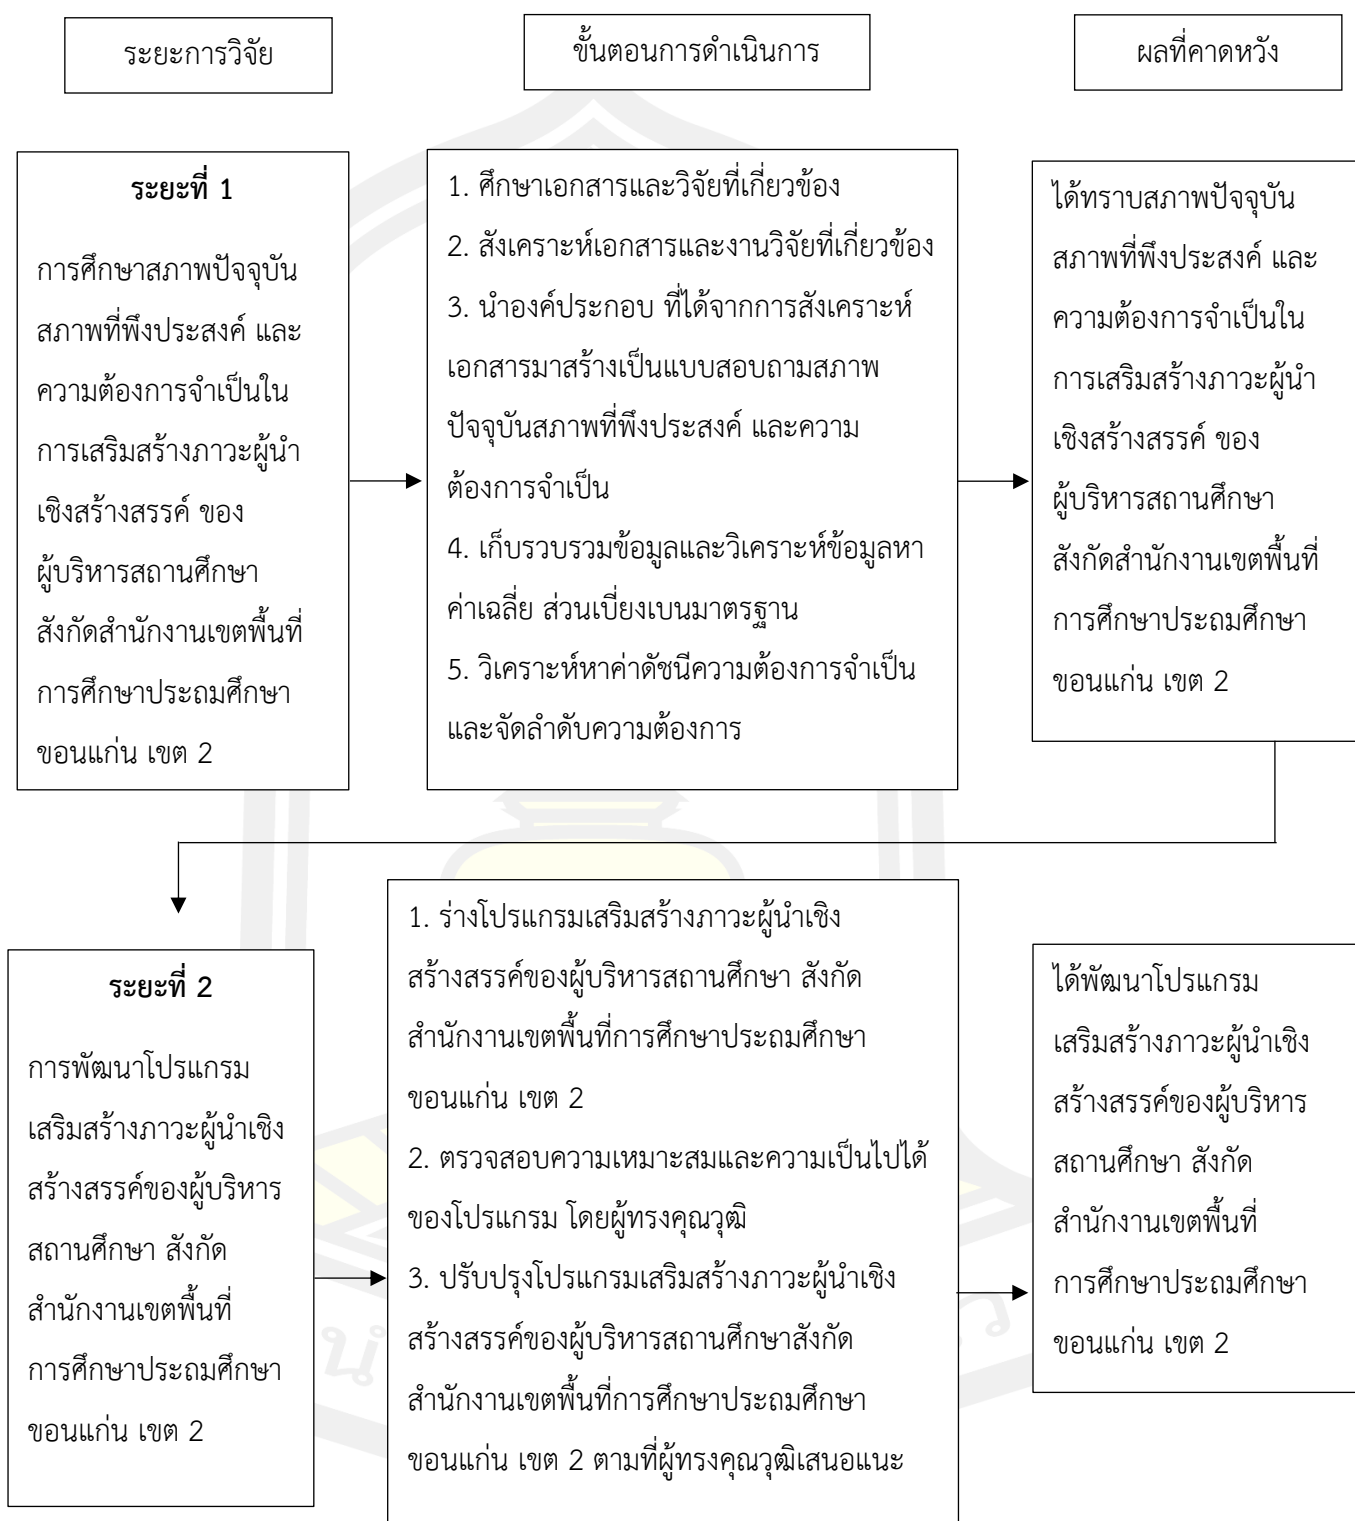 ระยะการวิจัย
ขั้นตอนการดำเนินการ
ผลที่คาดหวัง
ระยะที่ 1
การศึกษาสภาพปัจจุบัน
สภาพที่พึงประสงค์ และ
ความต้องการจำเป็นใน
การเสริมสร้างภาวะผู้นำ
เชิงสร้างสรรค์ ของ
ผู้บริหารสถานศึกษา
สังกัดสำนักงานเขตพื้นที่
การศึกษาประถมศึกษา
ขอนแก่น เขต 2
1. ศึกษาเอกสารและวิจัยที่เกี่ยวข้อง
2. สังเคราะห์เอกสารและงานวิจัยที่เกี่ยวข้อง
3. นำองค์ประกอบ ที่ได้จากการสังเคราะห์
เอกสารมาสร้างเป็นแบบสอบถามสภาพ
ปัจจุบันสภาพที่พึงประสงค์ และความ
ต้องการจำเป็น
4. เก็บรวบรวมข้อมูลและวิเคราะห์ข้อมูลหา
ค่าเฉลี่ย ส่วนเบี่ยงเบนมาตรฐาน
5. วิเคราะห์หาค่าดัชนีความต้องการจำเป็น
และจัดลำดับความต้องการ
ได้ทราบสภาพปัจจุบัน
สภาพที่พึงประสงค์ และ
ความต้องการจำเป็นใน
การเสริมสร้างภาวะผู้นำ
เชิงสร้างสรรค์ ของ
ผู้บริหารสถานศึกษา
สังกัดสำนักงานเขตพื้นที่
การศึกษาประถมศึกษา
ขอนแก่น เขต 2
ระยะที่ 2
การพัฒนาโปรแกรม
เสริมสร้างภาวะผู้นำเชิง
สร้างสรรค์ของผู้บริหาร
สถานศึกษา สังกัด
สำนักงานเขตพื้นที่
การศึกษาประถมศึกษา
ขอนแก่น เขต 2
1. ร่างโปรแกรมเสริมสร้างภาวะผู้นำเชิง
สร้างสรรค์ของผู้บริหารสถานศึกษา สังกัด
สำนักงานเขตพื้นที่การศึกษาประถมศึกษา
ขอนแก่น เขต 2
2. ตรวจสอบความเหมาะสมและความเป็นไปได้
ของโปรแกรม โดยผู้ทรงคุณวุฒิ
3. ปรับปรุงโปรแกรมเสริมสร้างภาวะผู้นำเชิง
สร้างสรรค์ของผู้บริหารสถานศึกษาสังกัด
สำนักงานเขตพื้นที่การศึกษาประถมศึกษา
ขอนแก่น เขต 2 ตามที่ผู้ทรงคุณวุฒิเสนอแนะ
ได้พัฒนาโปรแกรม
เสริมสร้างภาวะผู้นำเชิง
สร้างสรรค์ของผู้บริหาร
สถานศึกษา สังกัด
สำนักงานเขตพื้นที่
การศึกษาประถมศึกษา
ขอนแก่น เขต 2